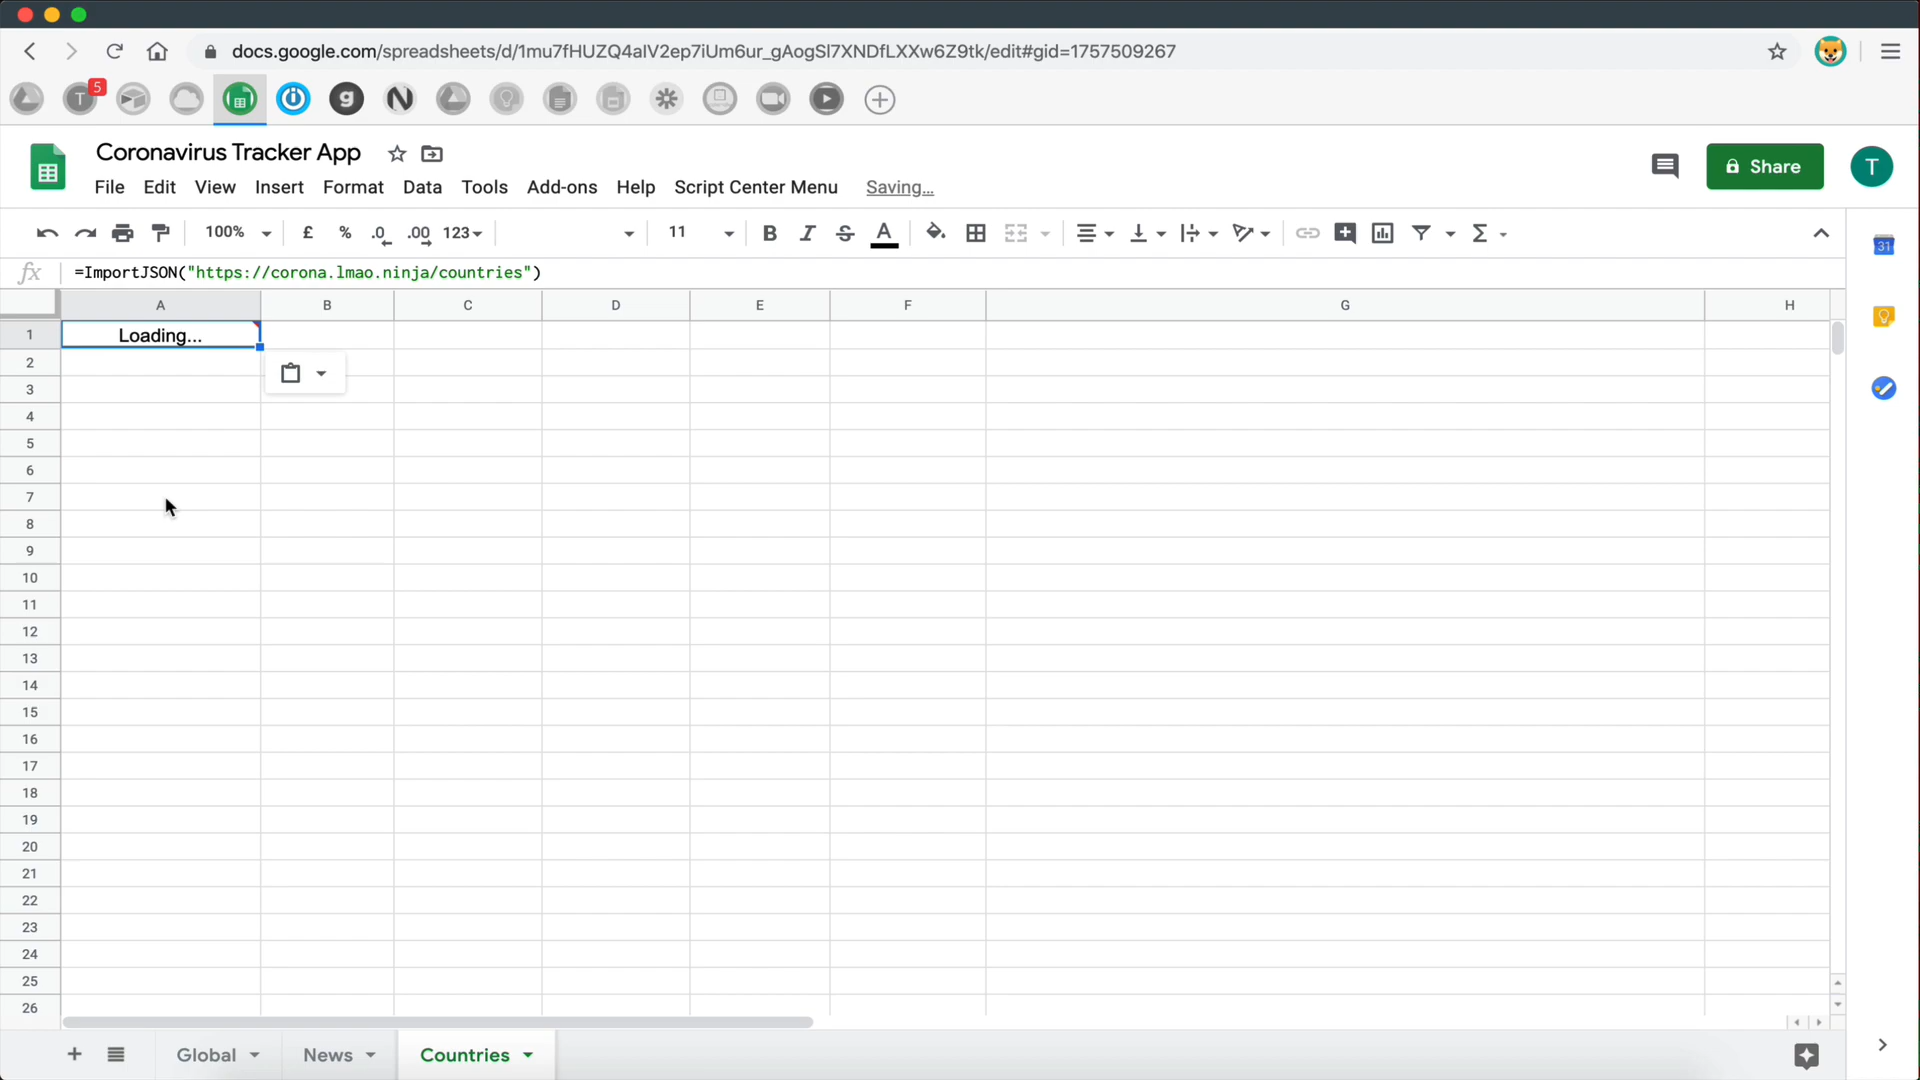 docs.google.com/spreadsheets/d/1mu7fHUZQ4alV2ep7iUm6ur_gAogSl7XNDfLXXw6Z9tk/edit#gid=1757509267
T 5 g N
Coronavirus Tracker App
Share
T
File Edit View Insert Format Data Tools Add-ons Help Script Center Menu Saving...
100% £ % .0 .00 123 11 B I S A Σ
31
fx =ImportJSON("https://corona.lmao.ninja/countries")
A B C D E F G H
1 Loading...
2
3
4
5
6
7
8
9
10
11
12
13
14
15
16
17
18
19
20
21
22
23
24
25
26
Global News Countries